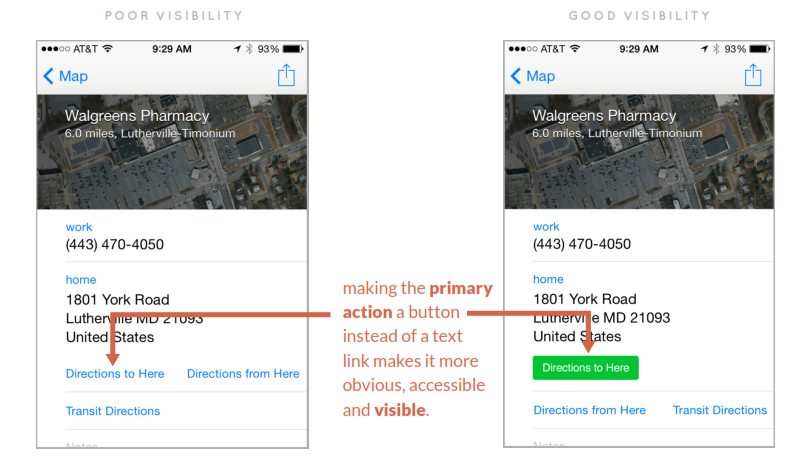 POOR VISIBILITY
●●●○○ AT&T 9:29 AM 93%
Map
Walgreens Pharmacy
6.0 miles, Lutherville-Timonium
work
(443) 470-4050
home
1801 York Road
Lutherville MD 21093
United States
Directions to Here Directions from Here
Transit Directions
Notes
making the primary
action a button
instead of a text
link makes it more
obvious, accessible
and visible.
GOOD VISIBILITY
●●●○○ AT&T 9:29 AM 93%
Map
Walgreens Pharmacy
6.0 miles, Lutherville-Timonium
work
(443) 470-4050
home
1801 York Road
Lutherville MD 21093
United States
Directions to Here
Directions from Here Transit Directions
Notes